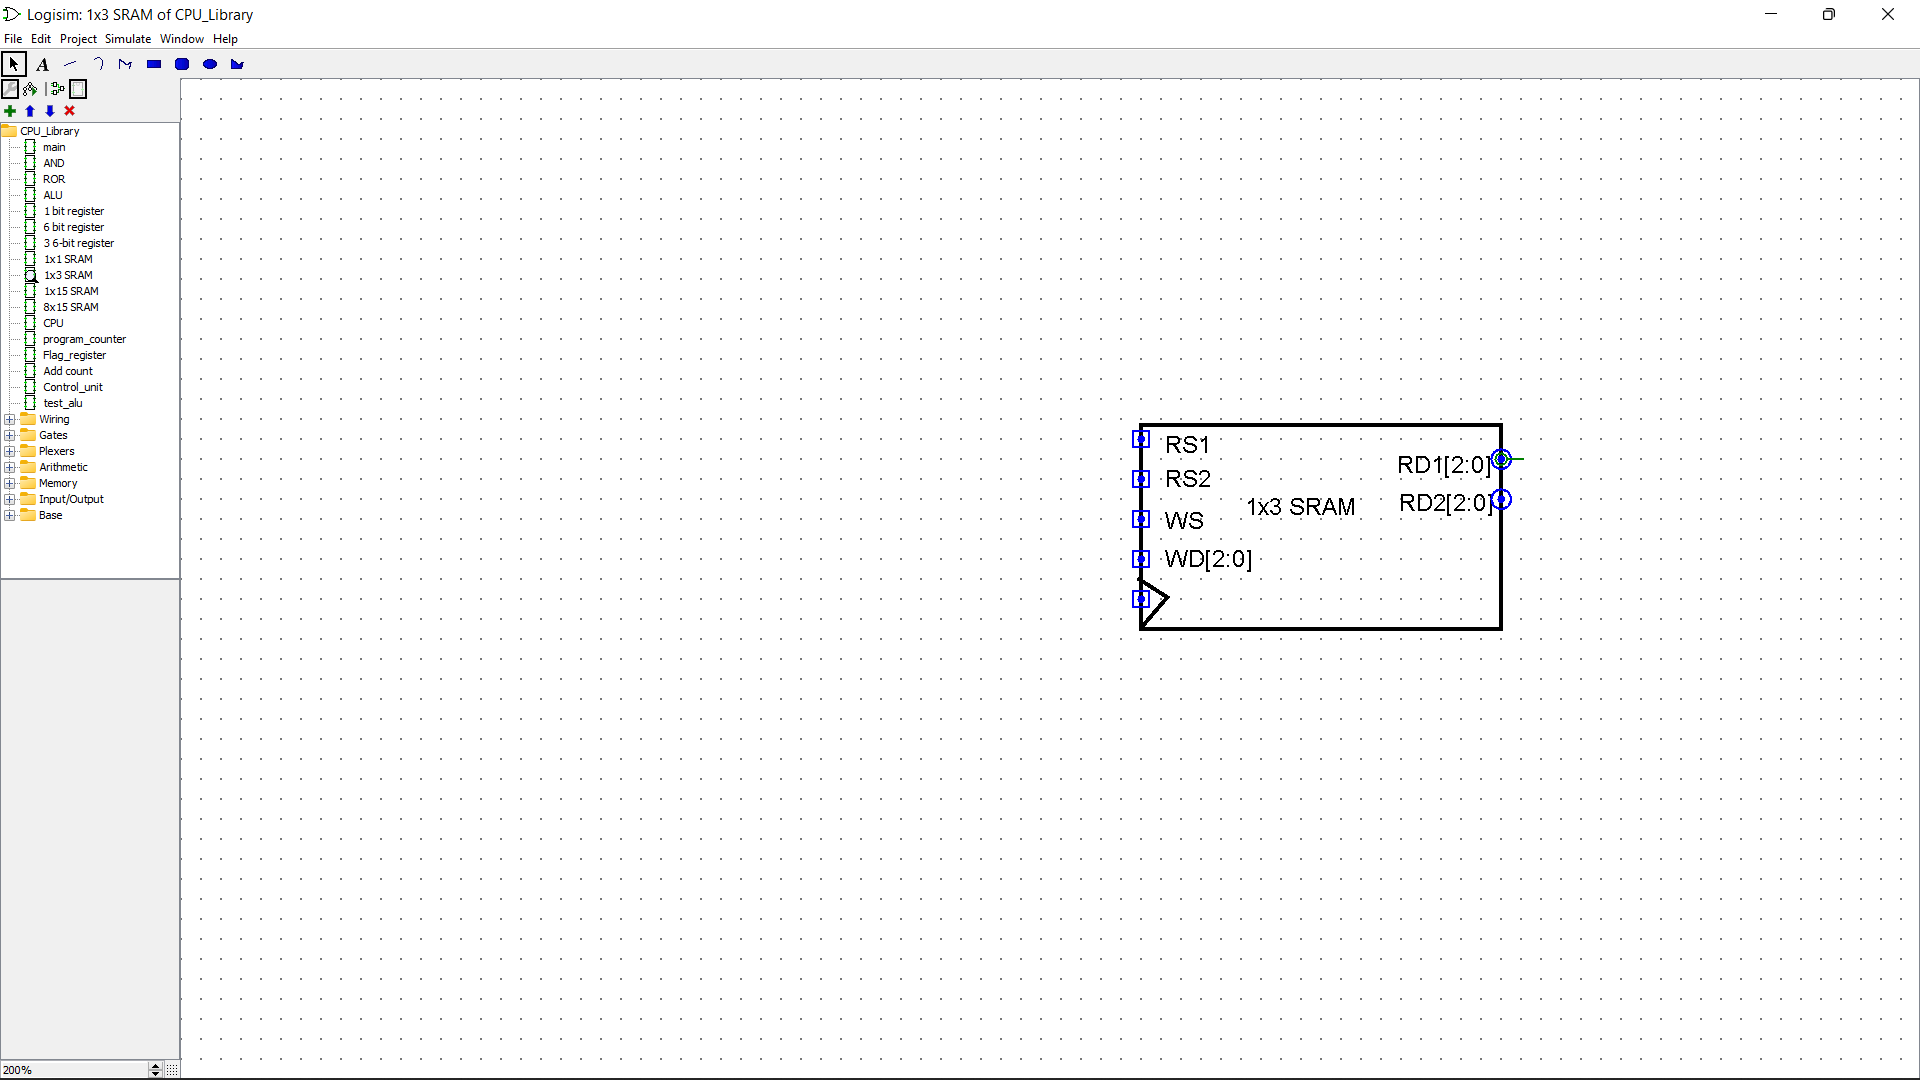 Logisim: 1x3 SRAM of CPU_Library
File Edit Project Simulate Window Help
A
CPU_Library
main
AND
ROR
ALU
1 bit register
6 bit register
3 6-bit register
1x1 SRAM
1x3 SRAM
1x15 SRAM
8x15 SRAM
CPU
program_counter
Flag_register
Add count
Control_unit
test_alu
Wiring
Gates
Plexers
Arithmetic
Memory
Input/Output
Base
RS1
RD1[2:0]
RS2
RD2[2:0]
1x3 SRAM
WS
WD[2:0]
200%